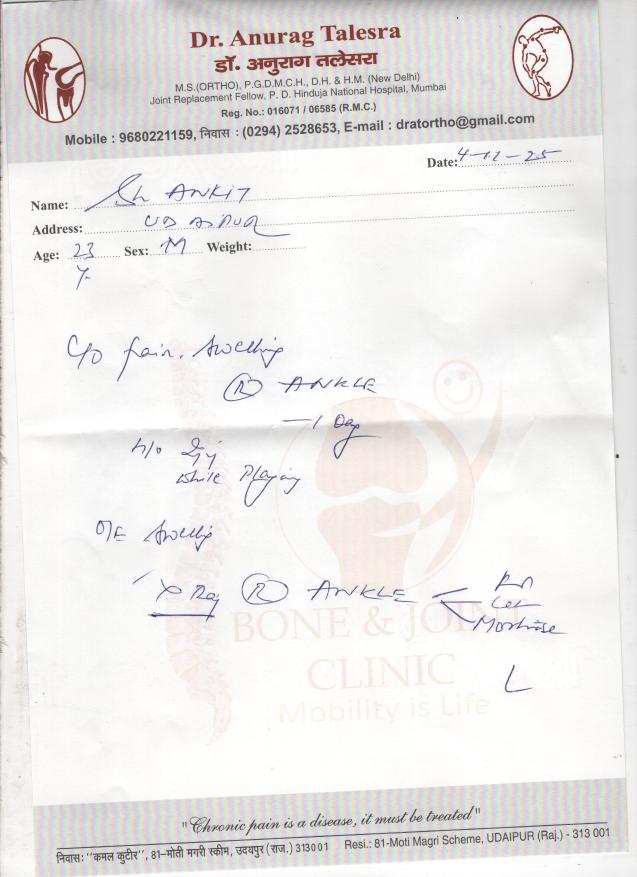 Dr. Anurag Talesra
डॉ. अनुराग तलेसरा
M.S.(ORTHO), P.G.D.M.C.H., D.H. & H.M. (New Delhi)
Joint Replacement Fellow, P. D. Hinduja National Hospital, Mumbai
Reg. No.: 016071 / 06585 (R.M.C.)
Mobile : 9680221159, निवास : (0294) 2528653, E-mail : dratortho@gmail.com
Date: 4-12-25
Name: Sh ANKIT
Address: UDAIPUR
Age: 23 Sex: M Weight:
Y
C/O Pain, Swelling
(R) ANKLE
- 1 Day
H/O Inj
while Playing
O/E Swelling
X Ray (R) ANKLE
Lat
Mortise
BONE & JOINT
CLINIC
Mobility is Life
"Chronic pain is a disease, it must be treated"
निवास: "कमल कुटीर", 81-मोती मगरी स्कीम, उदयपुर (राज.) 313001 Resi.: 81-Moti Magri Scheme, UDAIPUR (Raj.) - 313 001